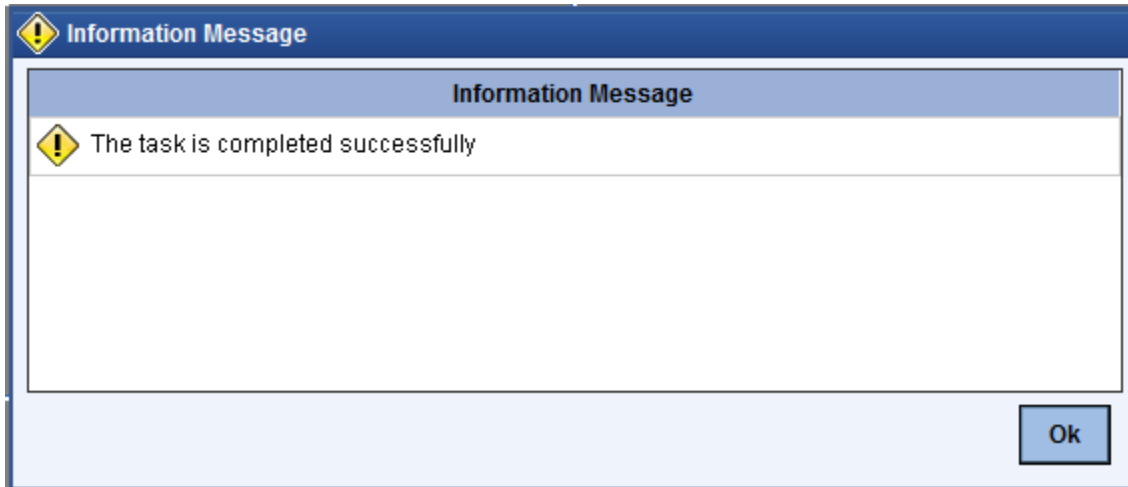 Information Message
Information Message
The task is completed successfully
Ok